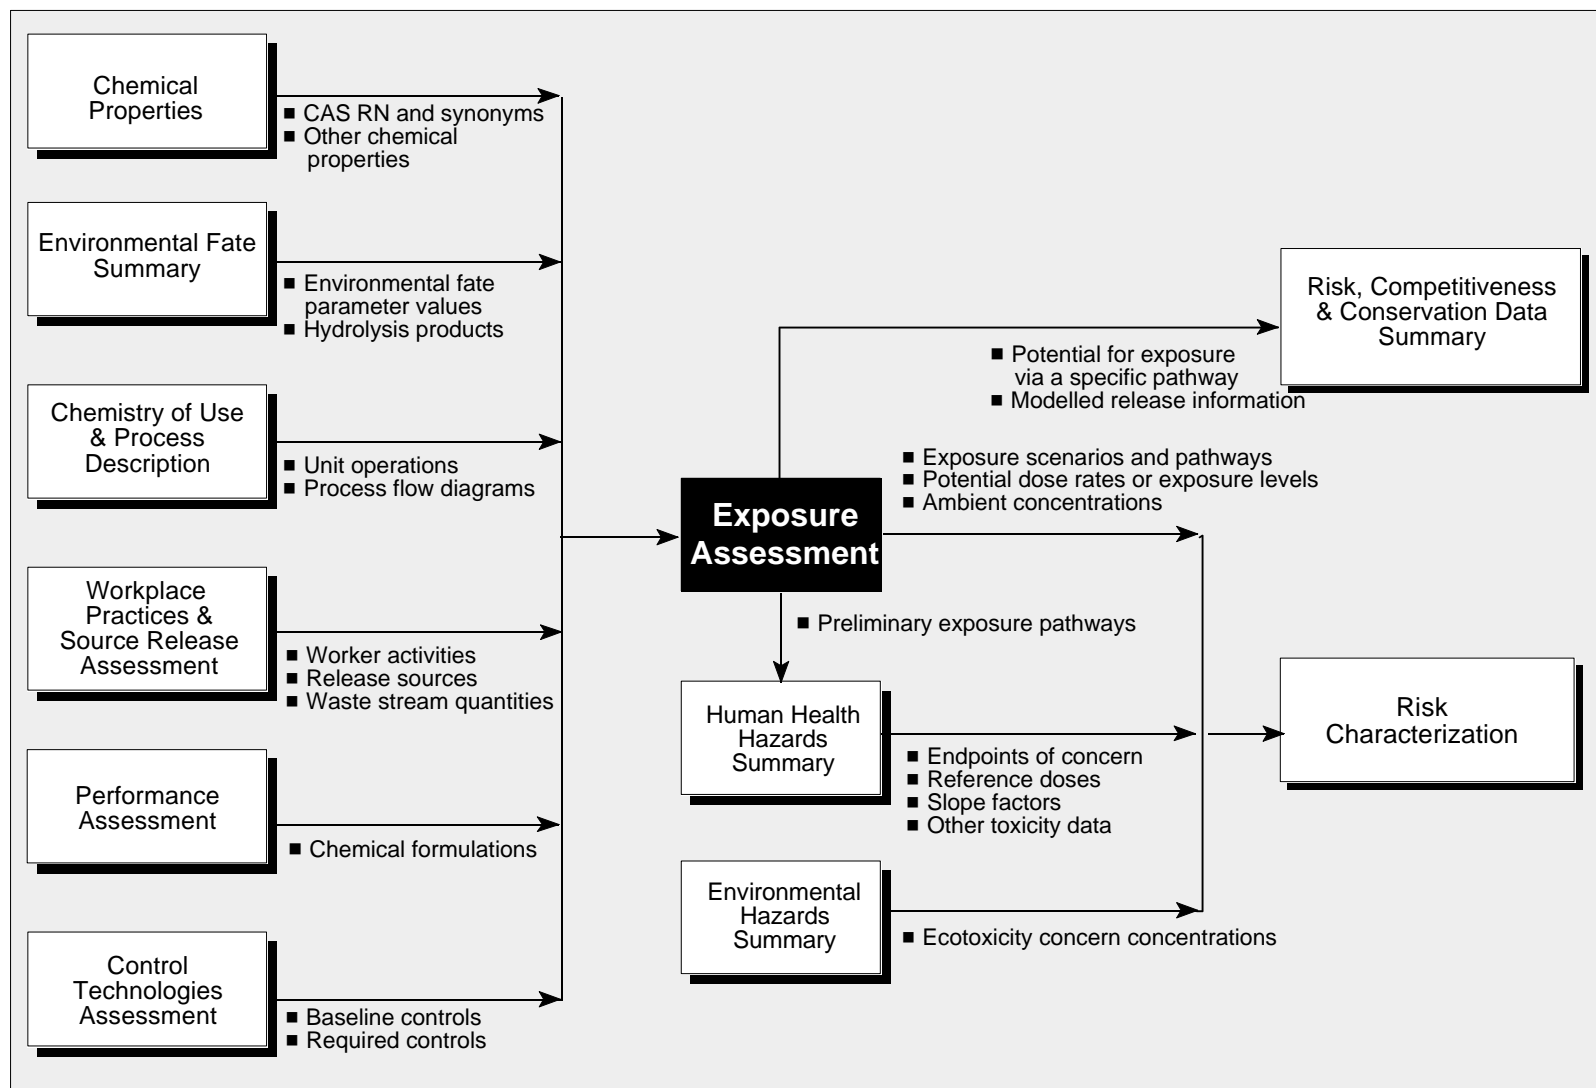 Chemical
Properties
■ CAS RN and synonyms
■ Other chemical
properties
Environmental Fate
Summary
■ Environmental fate
parameter values
■ Hydrolysis products
Chemistry of Use
& Process
Description
■ Unit operations
■ Process flow diagrams
Workplace
Practices &
Source Release
Assessment
■ Worker activities
■ Release sources
■ Waste stream quantities
Performance
Assessment
■ Chemical formulations
Control
Technologies
Assessment
■ Baseline controls
■ Required controls
Exposure
Assessment
■ Potential for exposure
via a specific pathway
■ Modelled release information
Risk, Competitiveness
& Conservation Data
Summary
■ Exposure scenarios and pathways
■ Potential dose rates or exposure levels
■ Ambient concentrations
■ Preliminary exposure pathways
Human Health
Hazards
Summary
■ Endpoints of concern
■ Reference doses
■ Slope factors
■ Other toxicity data
Environmental
Hazards
Summary
■ Ecotoxicity concern concentrations
Risk
Characterization